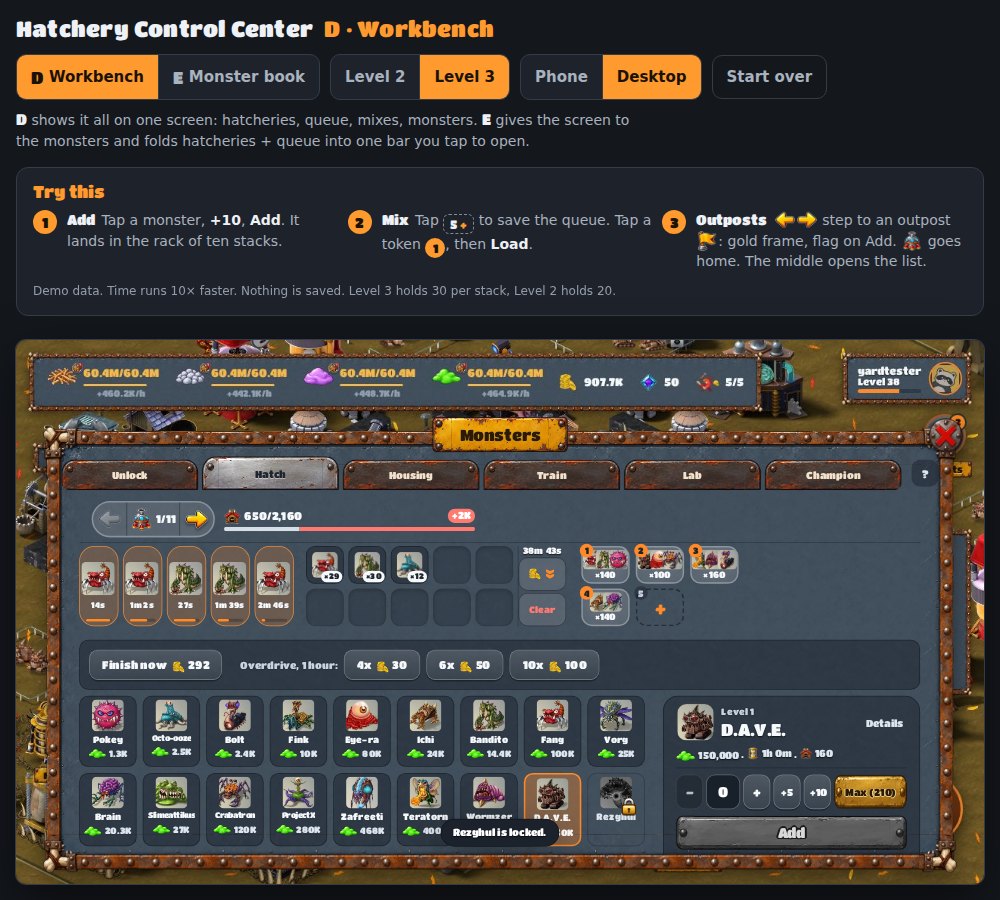 Hatchery Control Center D · Workbench
D Workbench E Monster book Level 2 Level 3 Phone Desktop Start over
D shows it all on one screen: hatcheries, queue, mixes, monsters. E gives the screen to
the monsters and folds hatcheries + queue into one bar you tap to open.
Try this
1 Add Tap a monster, +10, Add. It
lands in the rack of ten stacks.
2 Mix Tap 5 + to save the queue. Tap a
token 1, then Load.
3 Outposts step to an outpost
: gold frame, flag on Add. goes
home. The middle opens the list.
Demo data. Time runs 10× faster. Nothing is saved. Level 3 holds 30 per stack, Level 2 holds 20.
60.4M/60.4M 60.4M/60.4M 60.4M/60.4M 60.4M/60.4M 907.7K 50 5/5
+460.2K/h +442.1K/h +448.7K/h +464.9K/h
yardtester
Level 38
Monsters
Unlock Hatch Housing Train Lab Champion ?
1/11 650/2,160 +2K
14s 1m 2s 27s 1m 39s 2m 46s
×29 ×30 ×12
38m 43s
Clear
1 ×140 2 ×100 3 ×160
4 ×140 5 +
Finish now 292 Overdrive, 1 hour: 4x 30 6x 50 10x 100
Pokey Octo-ooze Bolt Fink Eye-ra Ichi Bandito Fang Vorg
1.3K 2.5K 2.4K 10K 80K 24K 14.4K 100K 25K
Brain Slimeattikus Crabatron ProjectX Zafreeti Teratorn Wormzer D.A.V.E. Rezghul
20.3K 27K 120K 280K 468K
Rezghul is locked.
Level 1
D.A.V.E.
Details
150,000 . 1h 0m . 160
− 0 + +5 +10 Max (210)
Add